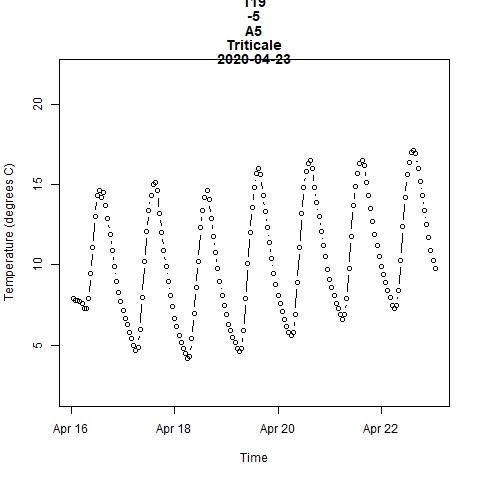 T19
-5
A5
Triticale
2020-04-23
20
15
10
5
Temperature (degrees C)
Apr 16
Apr 18
Apr 20
Apr 22
Time